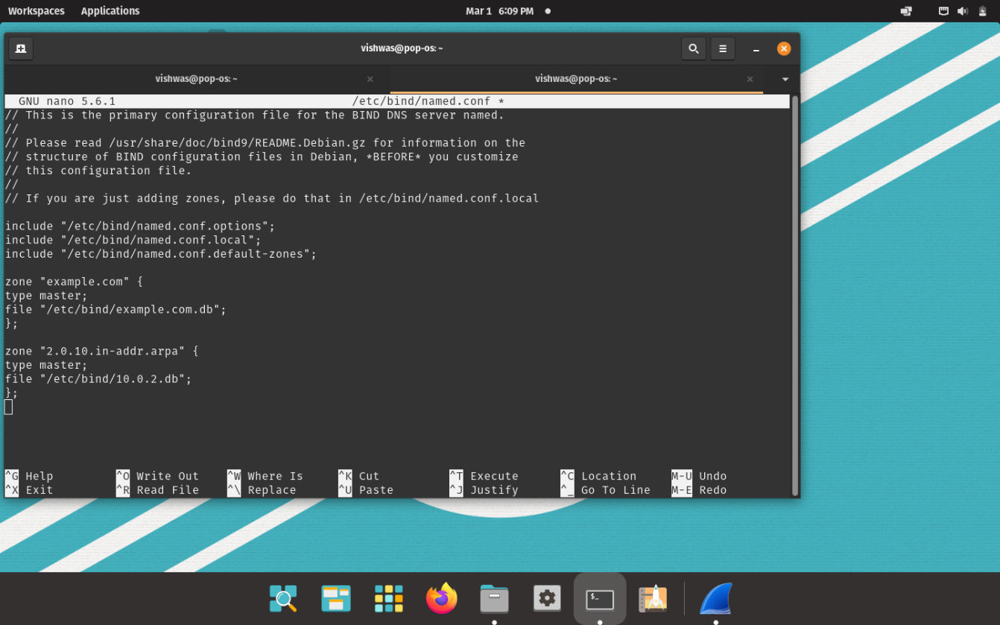 Workspaces Applications Mar 1 6:09 PM
vishwas@pop-os: ~
vishwas@pop-os: ~ vishwas@pop-os: ~
GNU nano 5.6.1 /etc/bind/named.conf *
// This is the primary configuration file for the BIND DNS server named.
//
// Please read /usr/share/doc/bind9/README.Debian.gz for information on the
// structure of BIND configuration files in Debian, *BEFORE* you customize
// this configuration file.
//
// If you are just adding zones, please do that in /etc/bind/named.conf.local
include "/etc/bind/named.conf.options";
include "/etc/bind/named.conf.local";
include "/etc/bind/named.conf.default-zones";
zone "example.com" {
type master;
file "/etc/bind/example.com.db";
};
zone "2.0.10.in-addr.arpa" {
type master;
file "/etc/bind/10.0.2.db";
};
^G Help ^O Write Out ^W Where Is ^K Cut ^T Execute ^C Location M-U Undo
^X Exit ^R Read File ^\ Replace ^U Paste ^J Justify ^_ Go To Line M-E Redo
$_